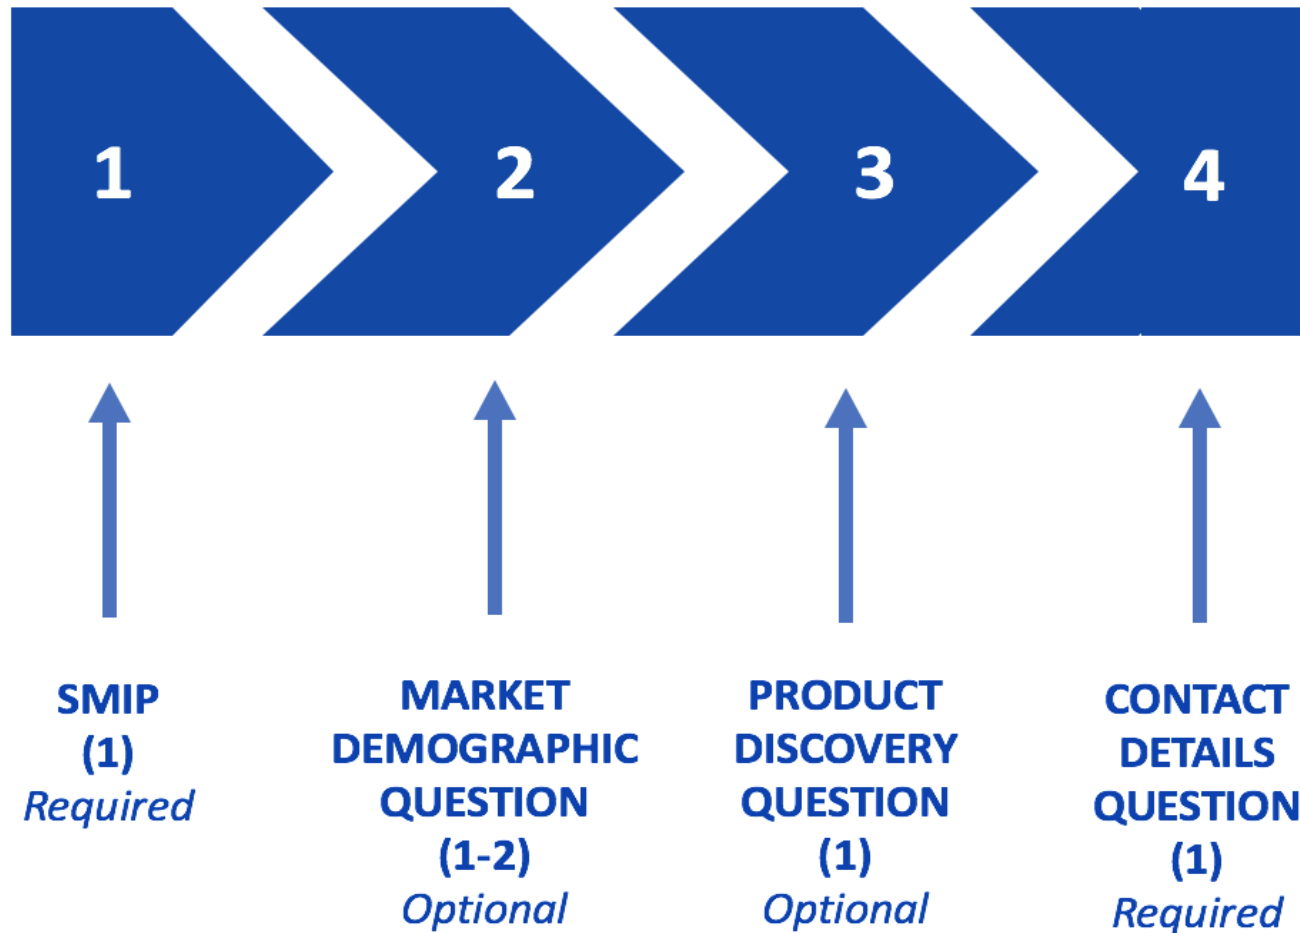 1
2
3
4
SMIP
(1)
Required
MARKET
DEMOGRAPHIC
QUESTION
(1-2)
Optional
PRODUCT
DISCOVERY
QUESTION
(1)
Optional
CONTACT
DETAILS
QUESTION
(1)
Required